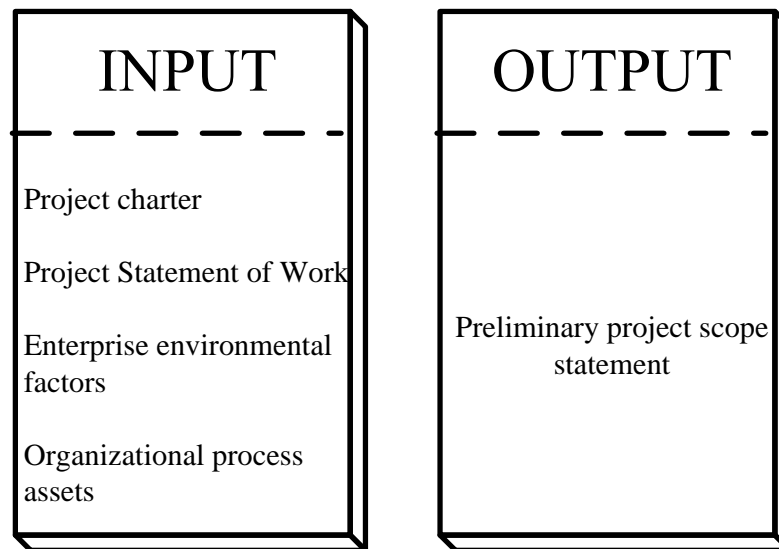 INPUT
Project charter
Project Statement of Work
Enterprise environmental
factors
Organizational process
assets
OUTPUT
Preliminary project scope
statement